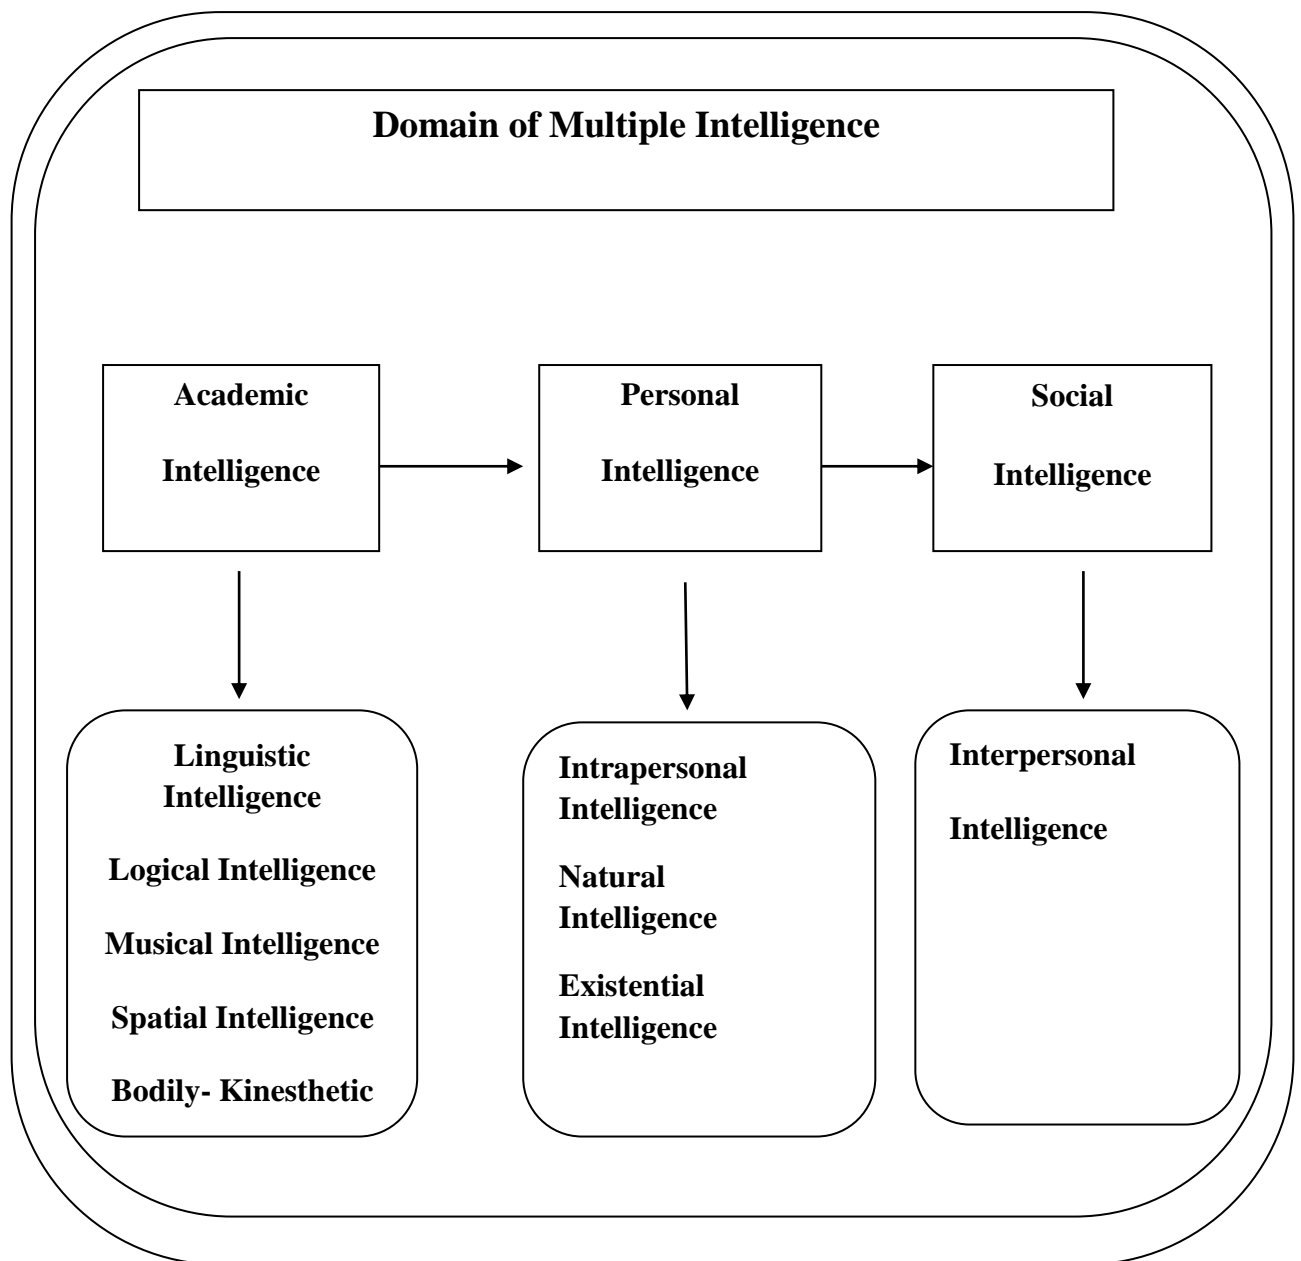 Domain of Multiple Intelligence
Academic
Intelligence
Personal
Intelligence
Social
Intelligence
Linguistic
Intelligence
Logical Intelligence
Musical Intelligence
Spatial Intelligence
Bodily- Kinesthetic
Intrapersonal
Intelligence
Natural
Intelligence
Existential
Intelligence
Interpersonal
Intelligence